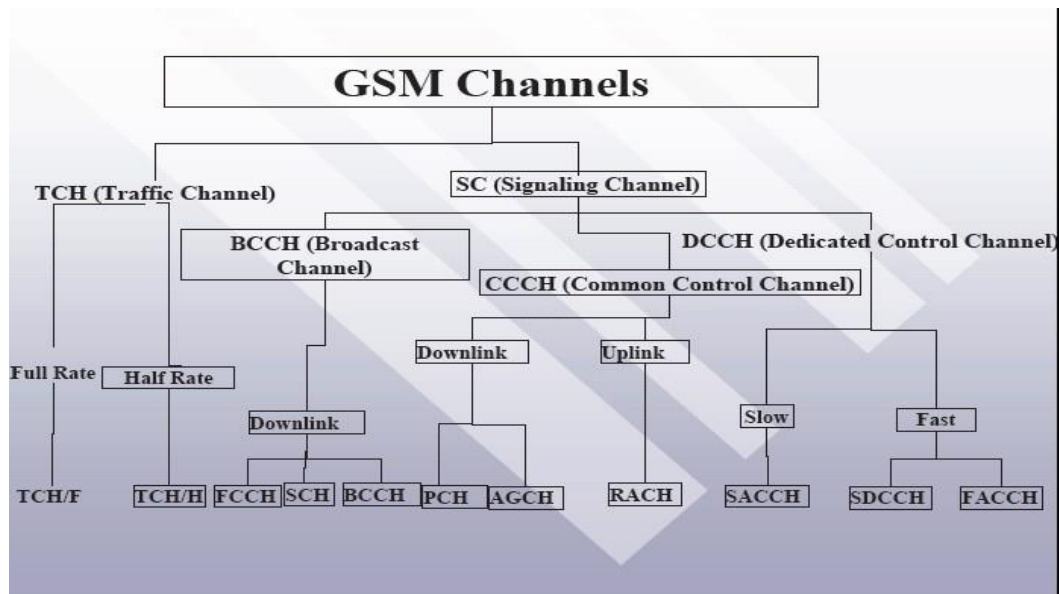 GSM Channels
TCH (Traffic Channel)
SC (Signaling Channel)
BCCH (Broadcast
Channel)
DCCH (Dedicated Control Channel)
CCCH (Common Control Channel)
Downlink
Uplink
Full Rate
Half Rate
Downlink
Slow
Fast
TCH/F
TCH/H
FCCH
SCH
BCCH
PCH
AGCH
RACH
SACCH
SDCCH
FACCH